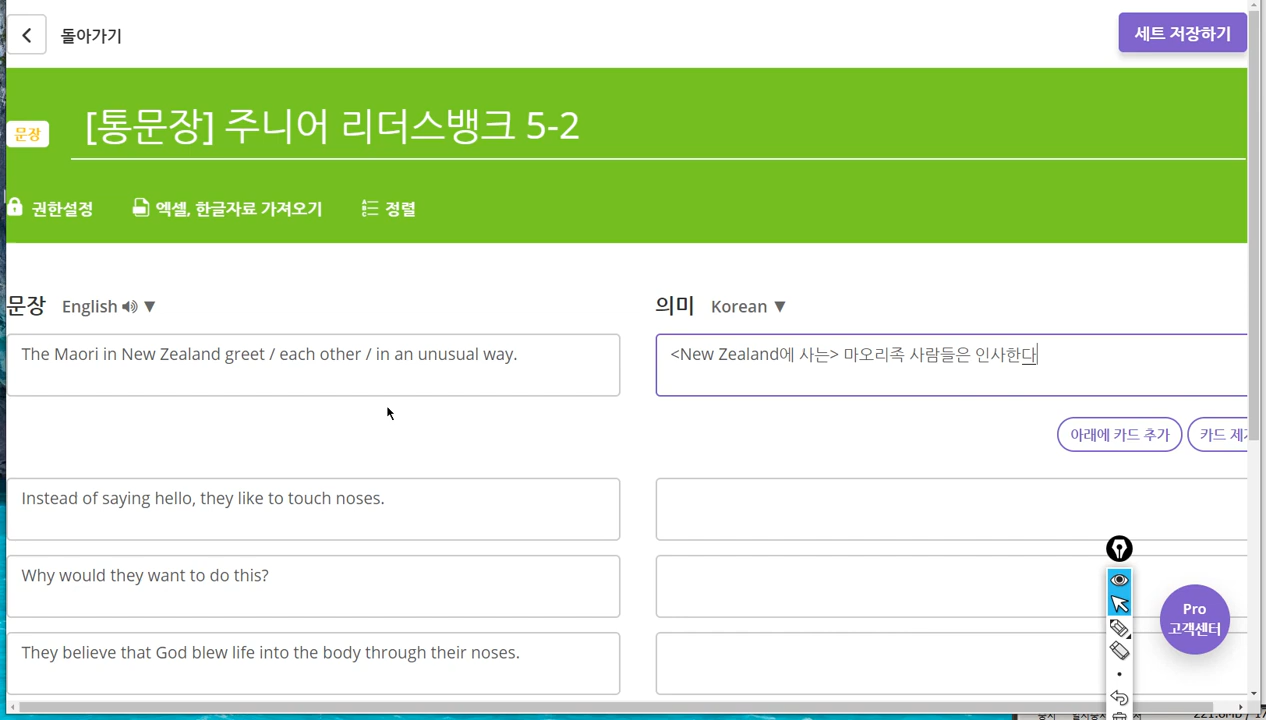 돌아가기
세트 저장하기
문장
[통문장] 주니어 리더스뱅크 5-2
권한설정
엑셀, 한글자료 가져오기
정렬
문장 English ▼
의미 Korean ▼
The Maori in New Zealand greet / each other / in an unusual way.
<New Zealand에 사는> 마오리족 사람들은 인사한다
아래에 카드 추가
카드 제
Instead of saying hello, they like to touch noses.
Why would they want to do this?
Pro
고객센터
They believe that God blew life into the body through their noses.